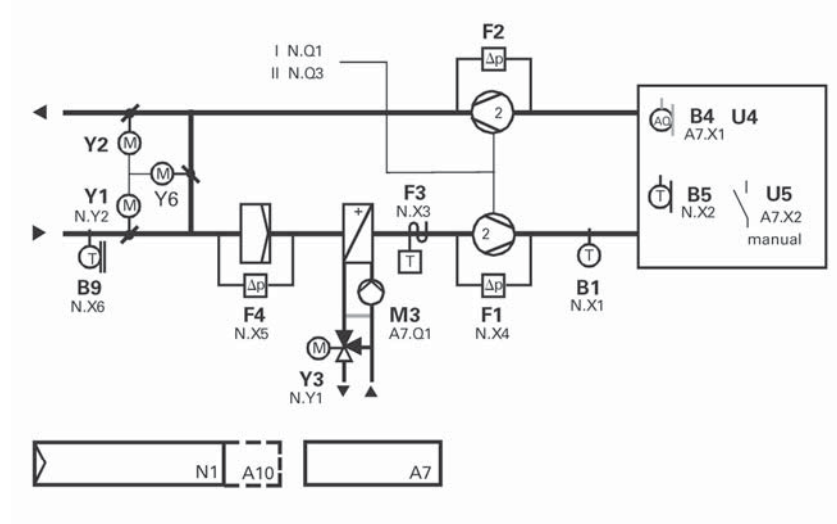 F2
I N.Q1
II N.Q3
Δp
2
AQ
B4 U4
A7.X1
Y2
M
M
Y6
Y1
N.Y2
M
F3
N.X3
T
B5
N.X2
U5
A7.X2
manual
+
2
T
B9
N.X6
T
T
B1
N.X1
Δp
F4
N.X5
M3
A7.Q1
Δp
F1
N.X4
M
Y3
N.Y1
N1
A10
A7